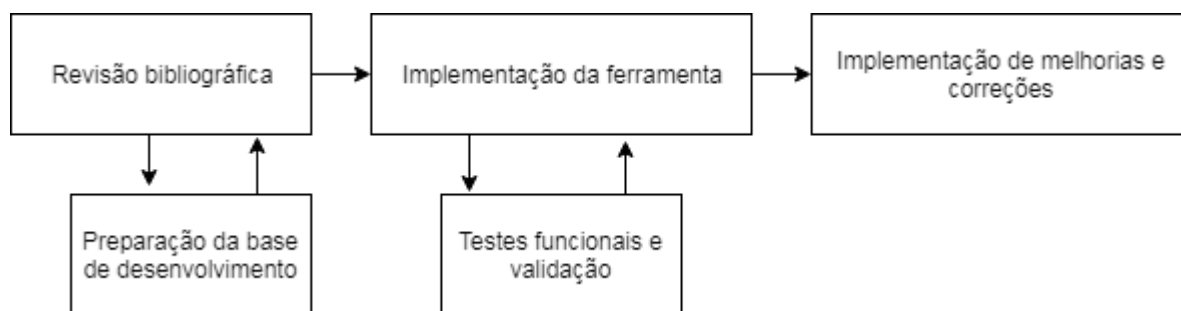 Revisão bibliográfica
Implementação da ferramenta
Implementação de melhorias e
correções
Preparação da base
de desenvolvimento
Testes funcionais e
validação